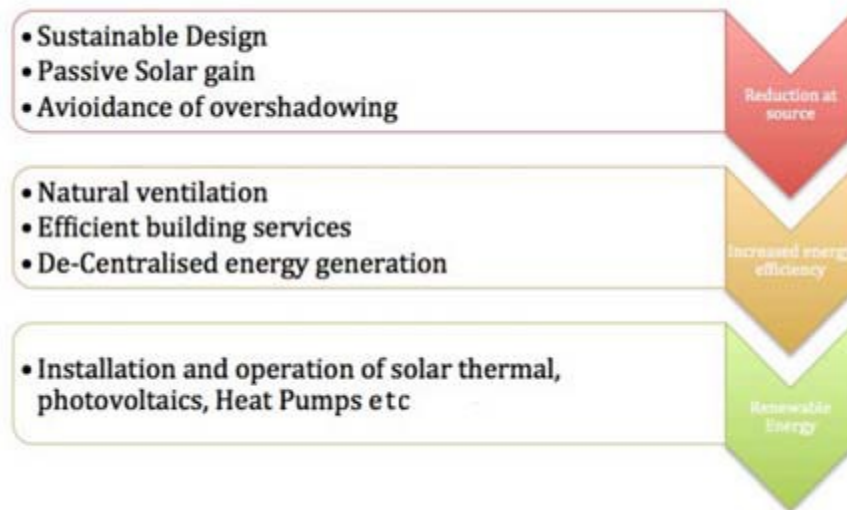 • Sustainable Design
• Passive Solar gain
• Avioidance of overshadowing
Reduction at
source
• Natural ventilation
• Efficient building services
• De-Centralised energy generation
Increased energy
efficiency
• Installation and operation of solar thermal,
photovoltaics, Heat Pumps etc
Renewable
Energy